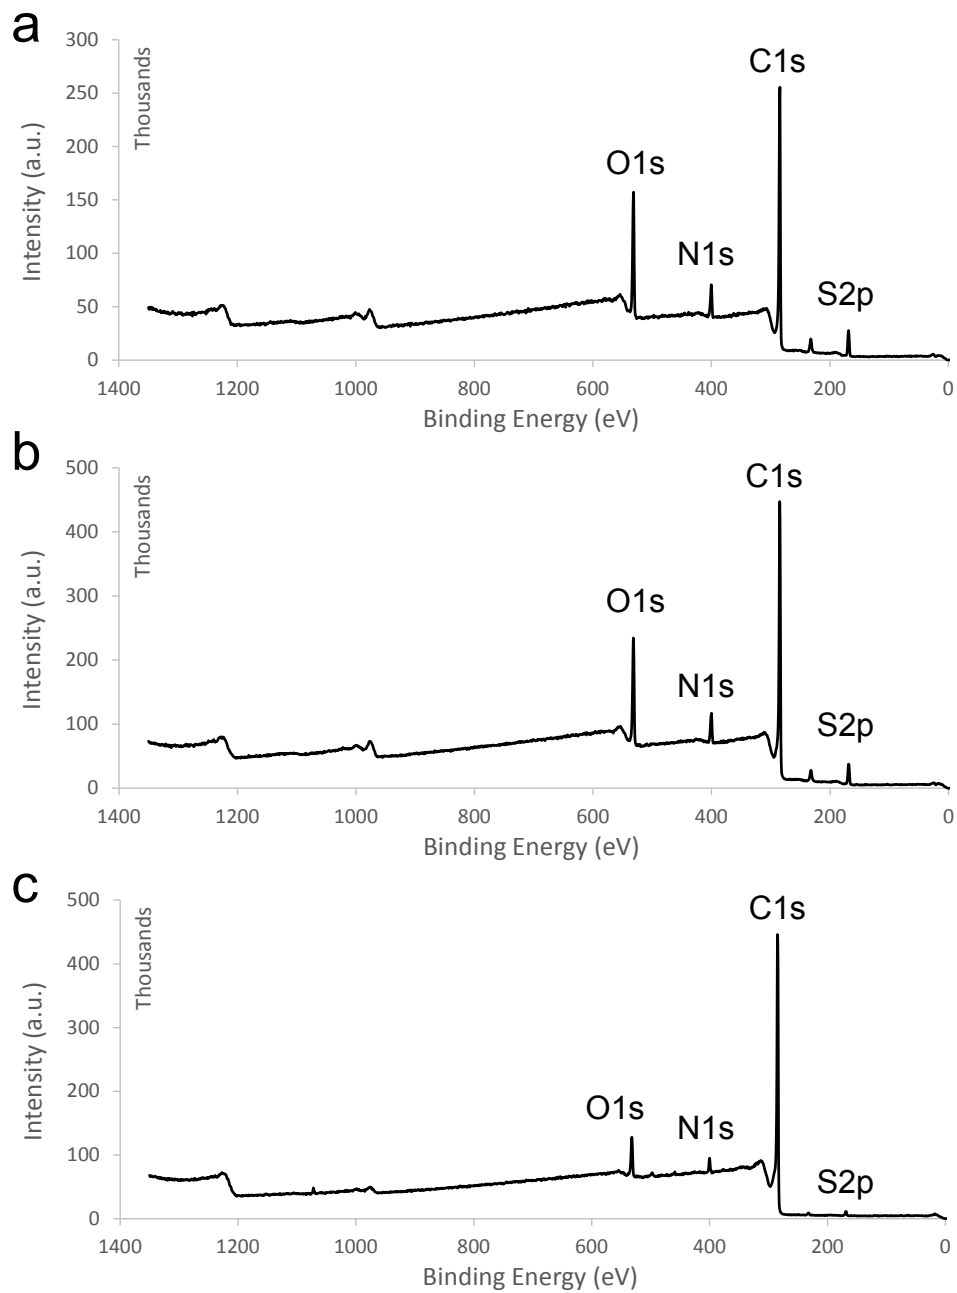 a
300
250
200
150
100
50
0
Intensity (a.u.)
Thousands
C1s
O1s
N1s
S2p
1400 1200 1000 800 600 400 200 0
Binding Energy (eV)
b
500
400
300
200
100
0
Intensity (a.u.)
Thousands
C1s
O1s
N1s
S2p
1400 1200 1000 800 600 400 200 0
Binding Energy (eV)
c
500
400
300
200
100
0
Intensity (a.u.)
Thousands
C1s
O1s
N1s
S2p
1400 1200 1000 800 600 400 200 0
Binding Energy (eV)